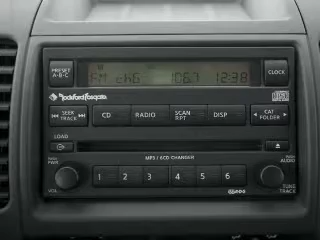 PRESET A·B·C
FM 106.7 12:38
CLOCK
Rockford Fosgate
SEEK TRACK
CD
RADIO
SCAN RPT
DISP
CAT FOLDER
LOAD
MP3 / 6CD CHANGER
PWR
VOL
1 2 3 4 5 6
AUDIO
TRACK